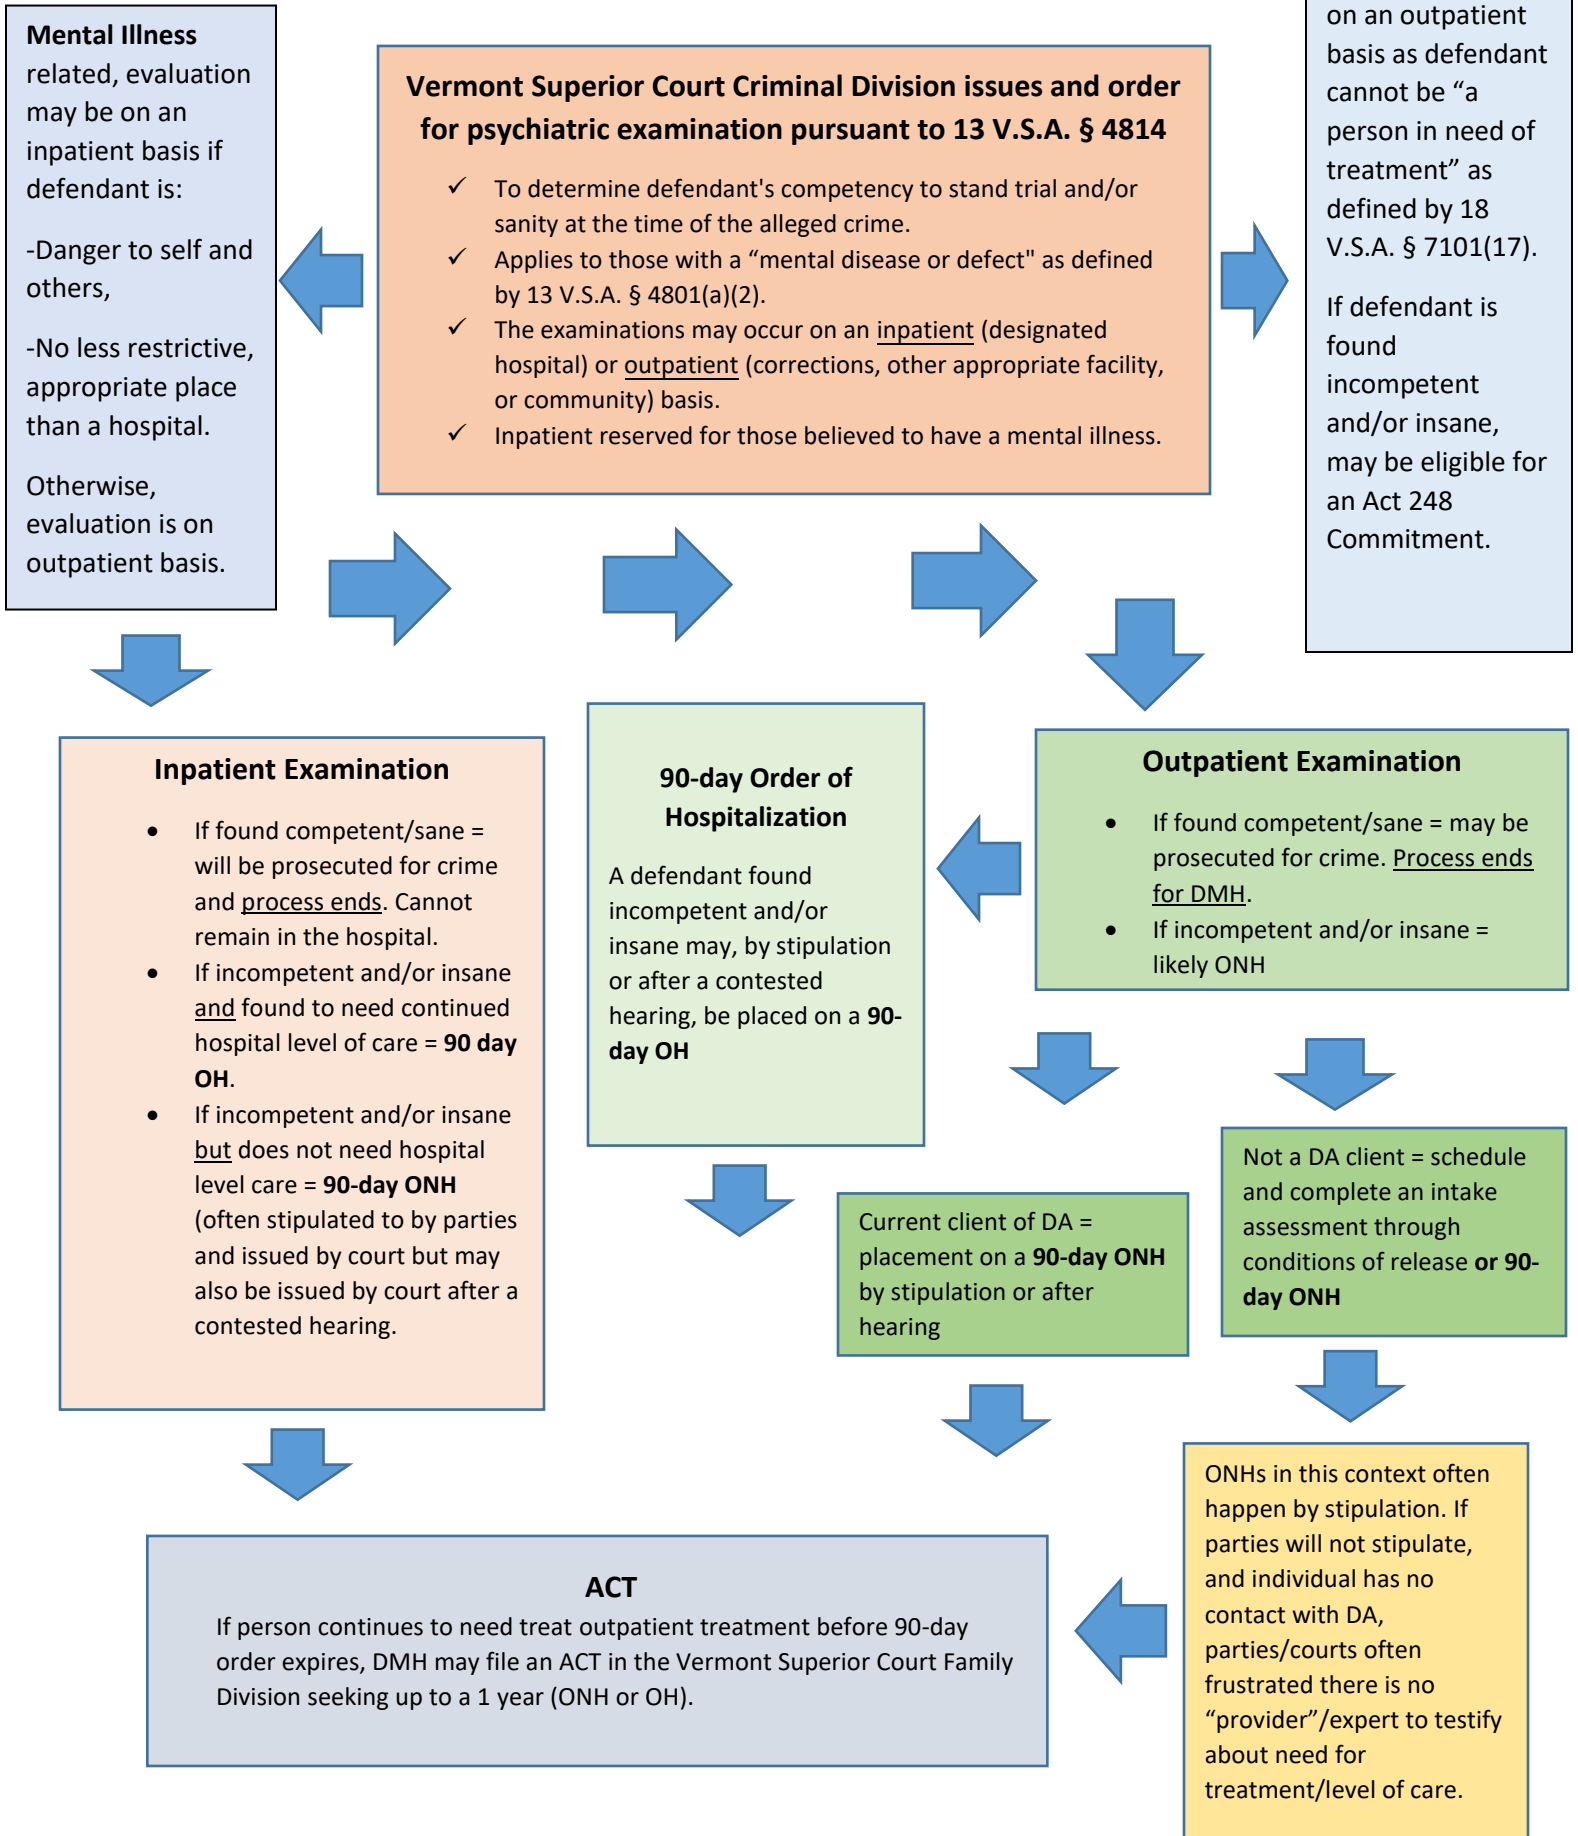 Mental Illness
related, evaluation
may be on an
inpatient basis if
defendant is:
-Danger to self and
others,
-No less restrictive,
appropriate place
than a hospital.
Otherwise,
evaluation is on
outpatient basis.
Vermont Superior Court Criminal Division issues and order
for psychiatric examination pursuant to 13 V.S.A. § 4814
✓ To determine defendant's competency to stand trial and/or
sanity at the time of the alleged crime.
✓ Applies to those with a “mental disease or defect" as defined
by 13 V.S.A. § 4801(a)(2).
✓ The examinations may occur on an inpatient (designated
hospital) or outpatient (corrections, other appropriate facility,
or community) basis.
✓ Inpatient reserved for those believed to have a mental illness.
on an outpatient
basis as defendant
cannot be “a
person in need of
treatment” as
defined by 18
V.S.A. § 7101(17).
If defendant is
found
incompetent
and/or insane,
may be eligible for
an Act 248
Commitment.
Inpatient Examination
• If found competent/sane =
will be prosecuted for crime
and process ends. Cannot
remain in the hospital.
• If incompetent and/or insane
and found to need continued
hospital level of care = 90 day
OH.
• If incompetent and/or insane
but does not need hospital
level care = 90-day ONH
(often stipulated to by parties
and issued by court but may
also be issued by court after a
contested hearing.
90-day Order of
Hospitalization
A defendant found
incompetent and/or
insane may, by stipulation
or after a contested
hearing, be placed on a 90-
day OH
Outpatient Examination
• If found competent/sane = may be
prosecuted for crime. Process ends
for DMH.
• If incompetent and/or insane =
likely ONH
Current client of DA =
placement on a 90-day ONH
by stipulation or after
hearing
Not a DA client = schedule
and complete an intake
assessment through
conditions of release or 90-
day ONH
ONHs in this context often
happen by stipulation. If
parties will not stipulate,
and individual has no
contact with DA,
parties/courts often
frustrated there is no
“provider”/expert to testify
about need for
treatment/level of care.
ACT
If person continues to need treat outpatient treatment before 90-day
order expires, DMH may file an ACT in the Vermont Superior Court Family
Division seeking up to a 1 year (ONH or OH).